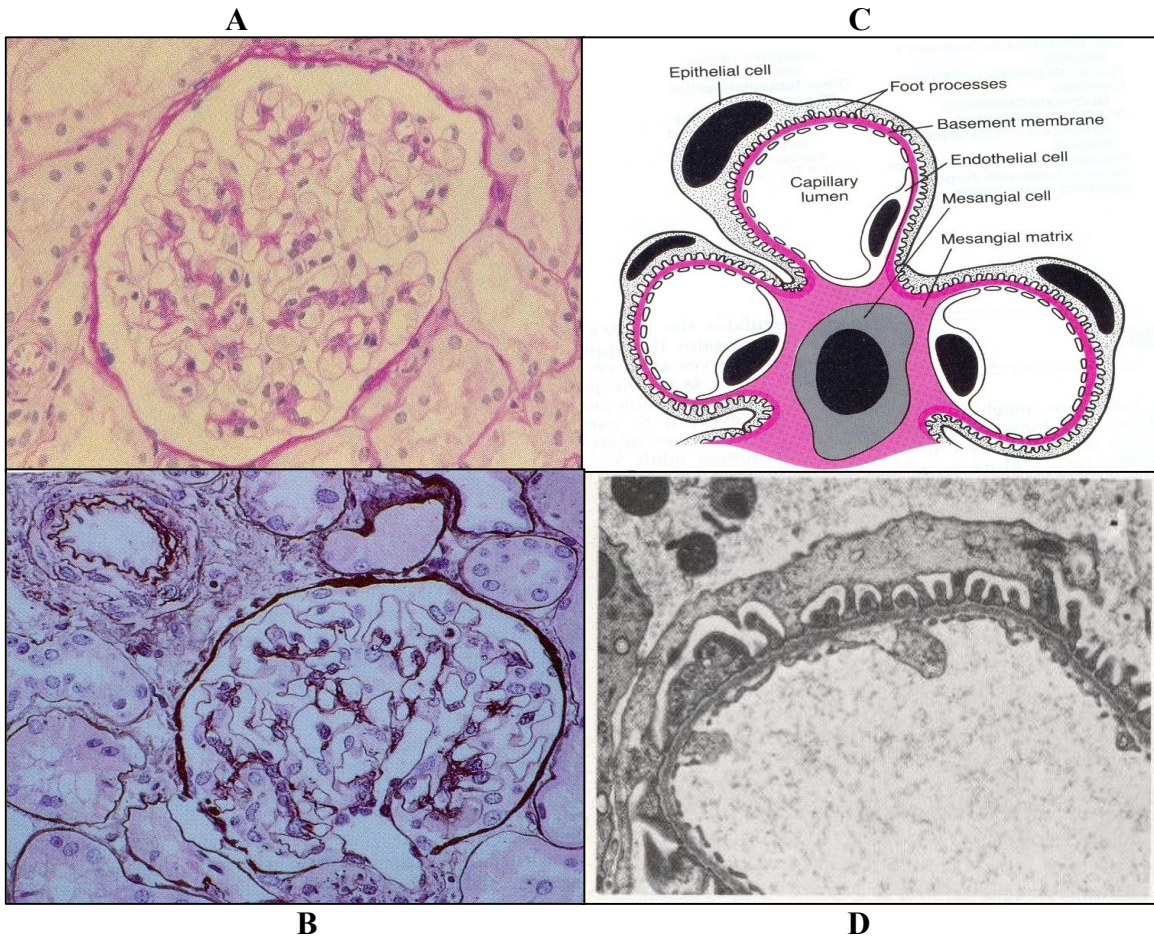 A
C
Epithelial cell
Foot processes
Basement membrane
Endothelial cell
Capillary
lumen
Mesangial cell
Mesangial matrix
B
D